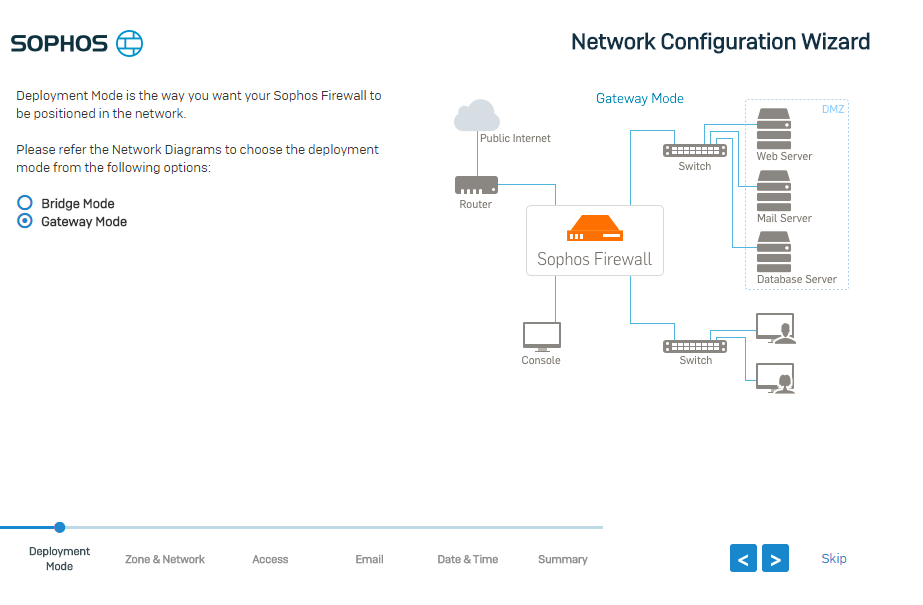 SOPHOS
Network Configuration Wizard
Deployment Mode is the way you want your Sophos Firewall to
be positioned in the network.
Please refer the Network Diagrams to choose the deployment
mode from the following options:
Bridge Mode
Gateway Mode
Gateway Mode
Public Internet
Router
Sophos Firewall
Console
Switch
DMZ
Web Server
Mail Server
Database Server
Switch
Deployment
Mode
Zone & Network
Access
Email
Date & Time
Summary
<
>
Skip